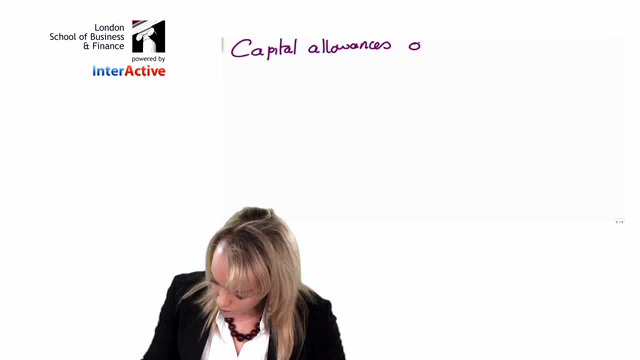 London
School of Business
& Finance
powered by
InterActive
Capital allowances o